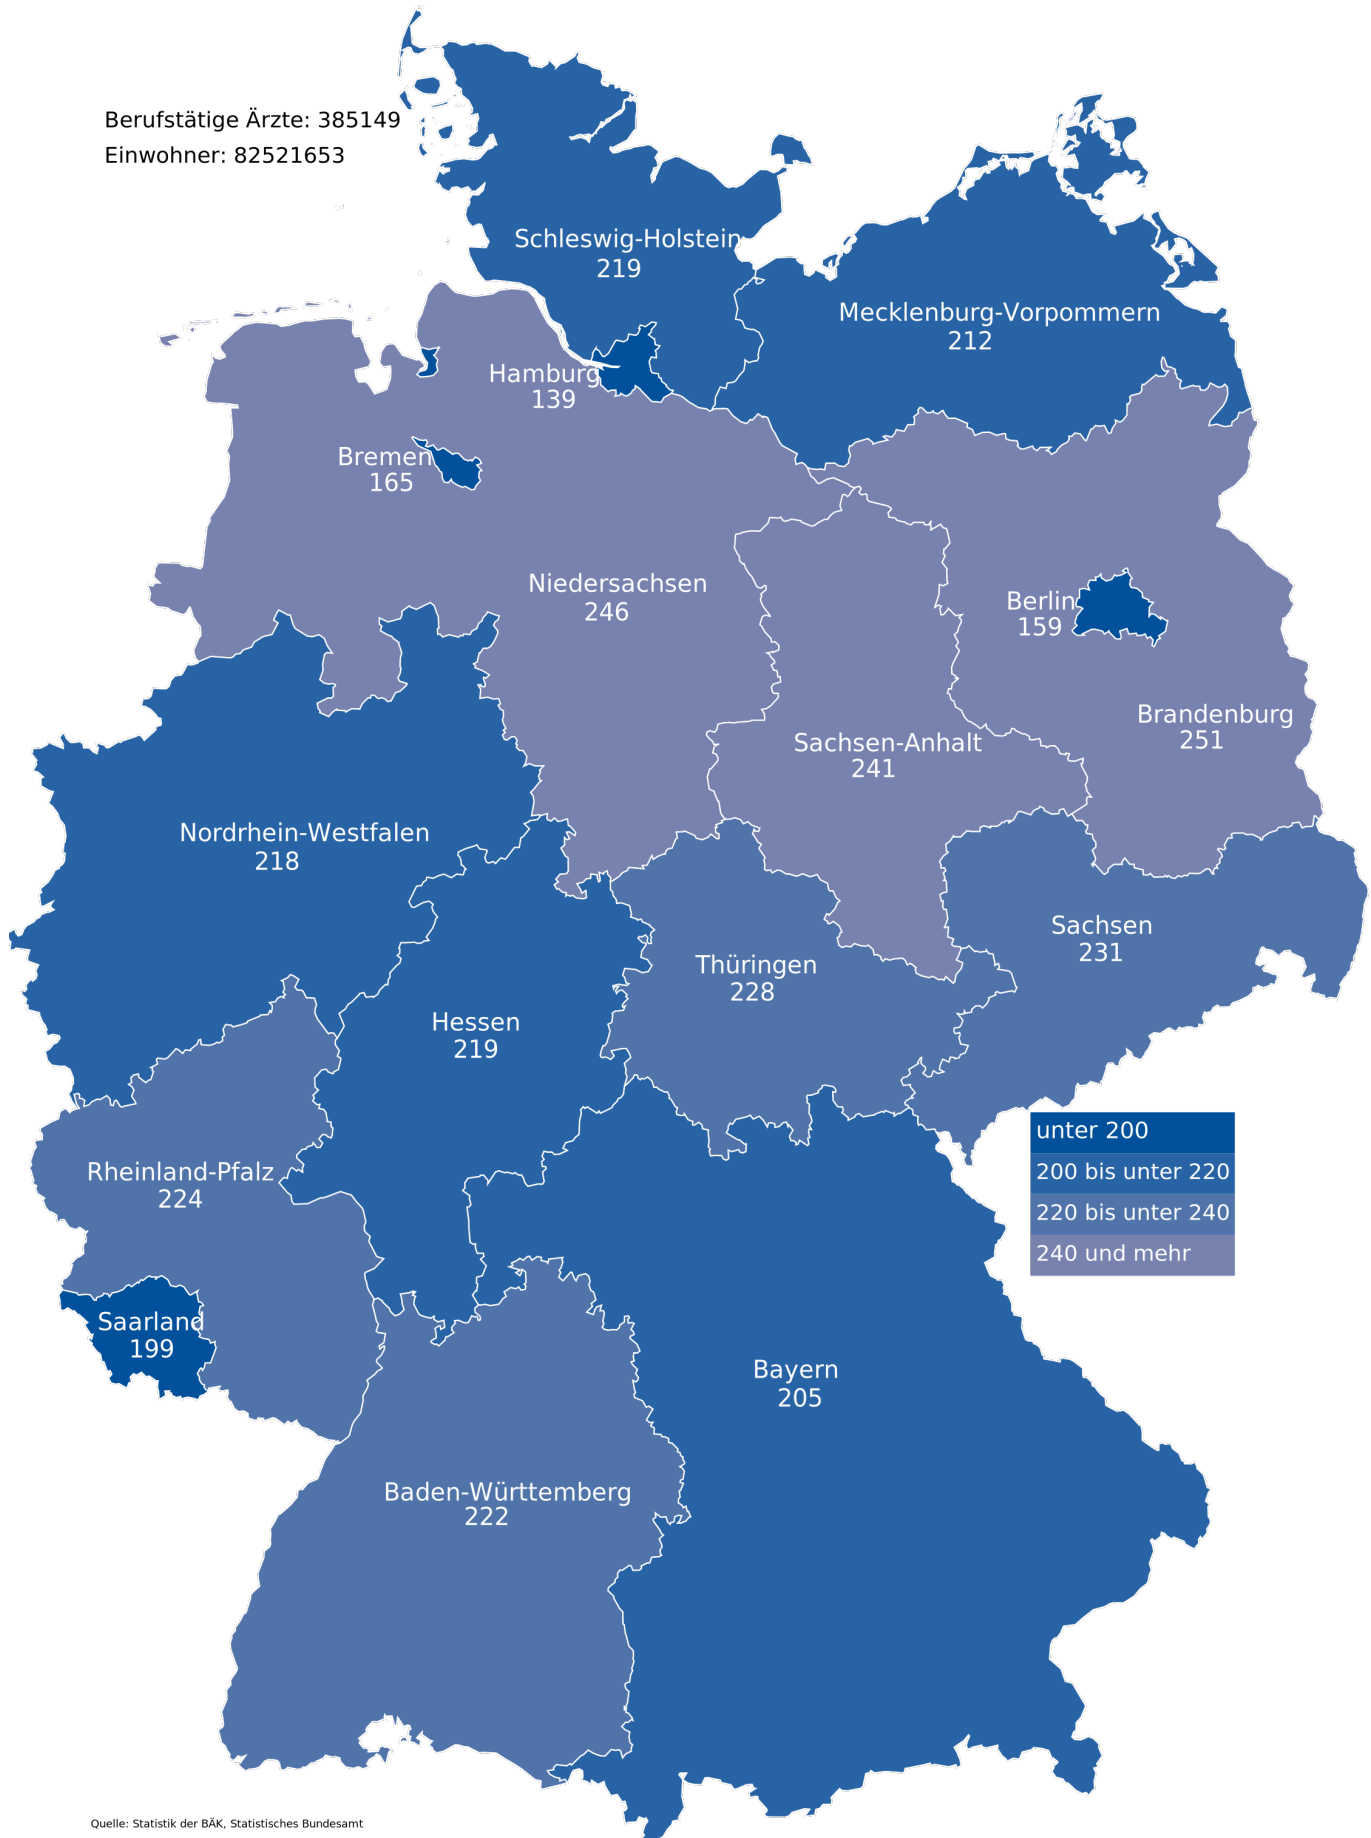 Berufstätige Ärzte: 385149
Einwohner: 82521653
Schleswig-Holstein
219
Mecklenburg-Vorpommern
212
Hamburg
139
Bremen
165
Niedersachsen
246
Berlin
159
Brandenburg
251
Sachsen-Anhalt
241
Nordrhein-Westfalen
218
Sachsen
231
Thüringen
228
Hessen
219
Rheinland-Pfalz
224
Saarland
199
Bayern
205
Baden-Württemberg
222
unter 200
200 bis unter 220
220 bis unter 240
240 und mehr
Quelle: Statistik der BÄK, Statistisches Bundesamt